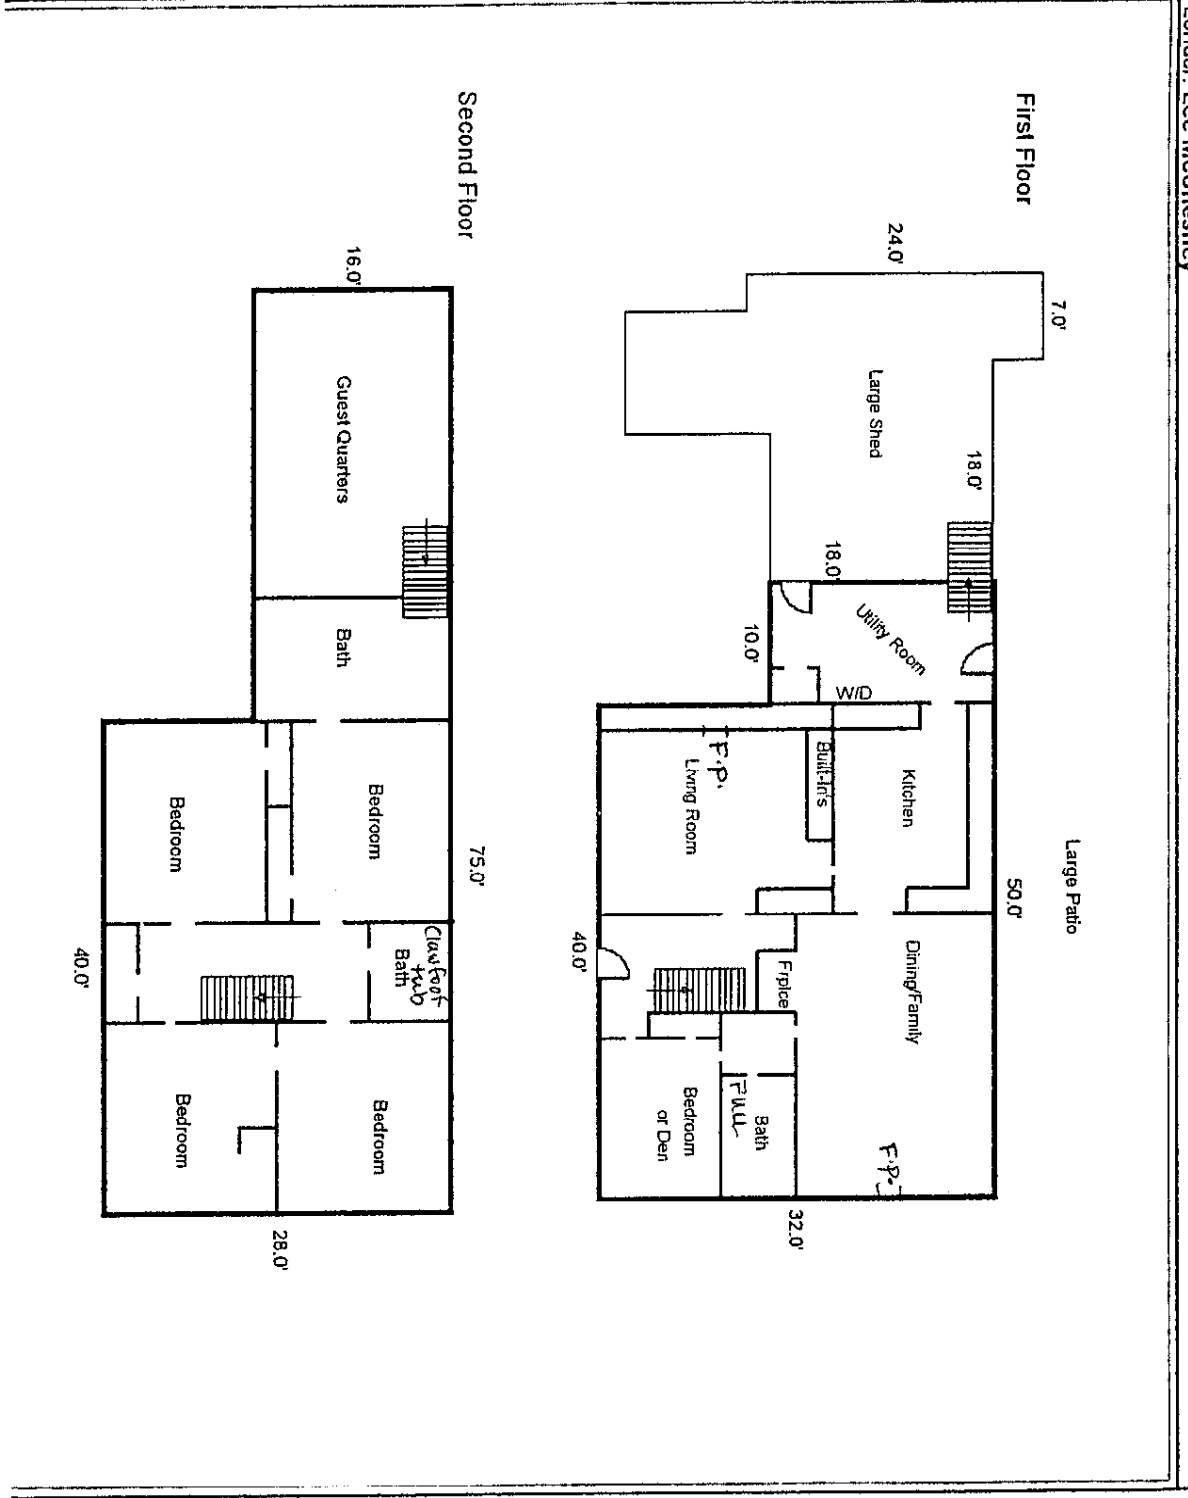 First Floor
Large Patio
7.0'
24.0'
50.0'
18.0'
Large Shed
18.0'
Utility Room
W/D
10.0'
Kitchen
Built-In's
F.P.
Living Room
Dining/Family
Frplce
F.P.
Bath
Full
Bedroom
or Den
40.0'
32.0'
Second Floor
75.0'
16.0'
Guest Quarters
Bath
Bedroom
Clawfoot
tub
Bath
Bedroom
Bedroom
Bedroom
40.0'
28.0'